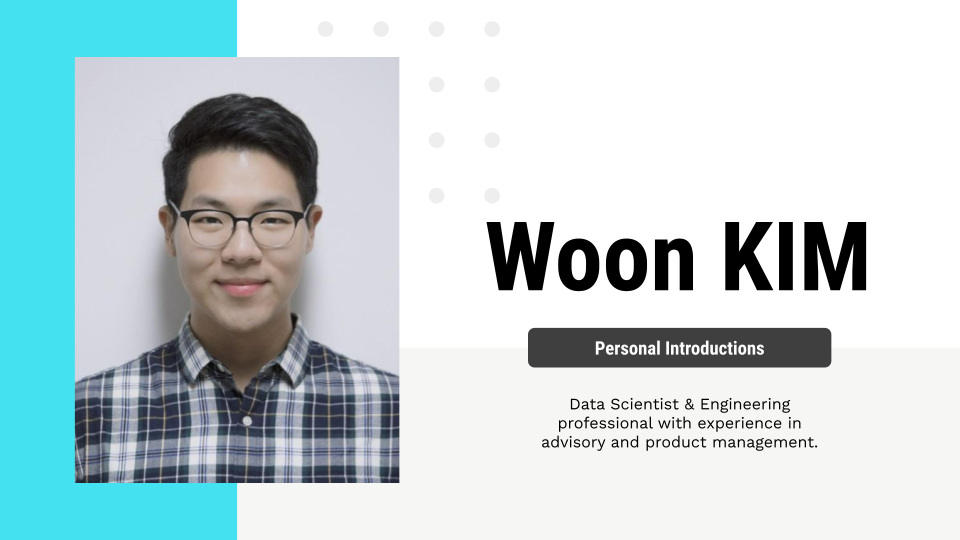 Woon KIM
Personal Introductions
Data Scientist & Engineering
professional with experience in
advisory and product management.